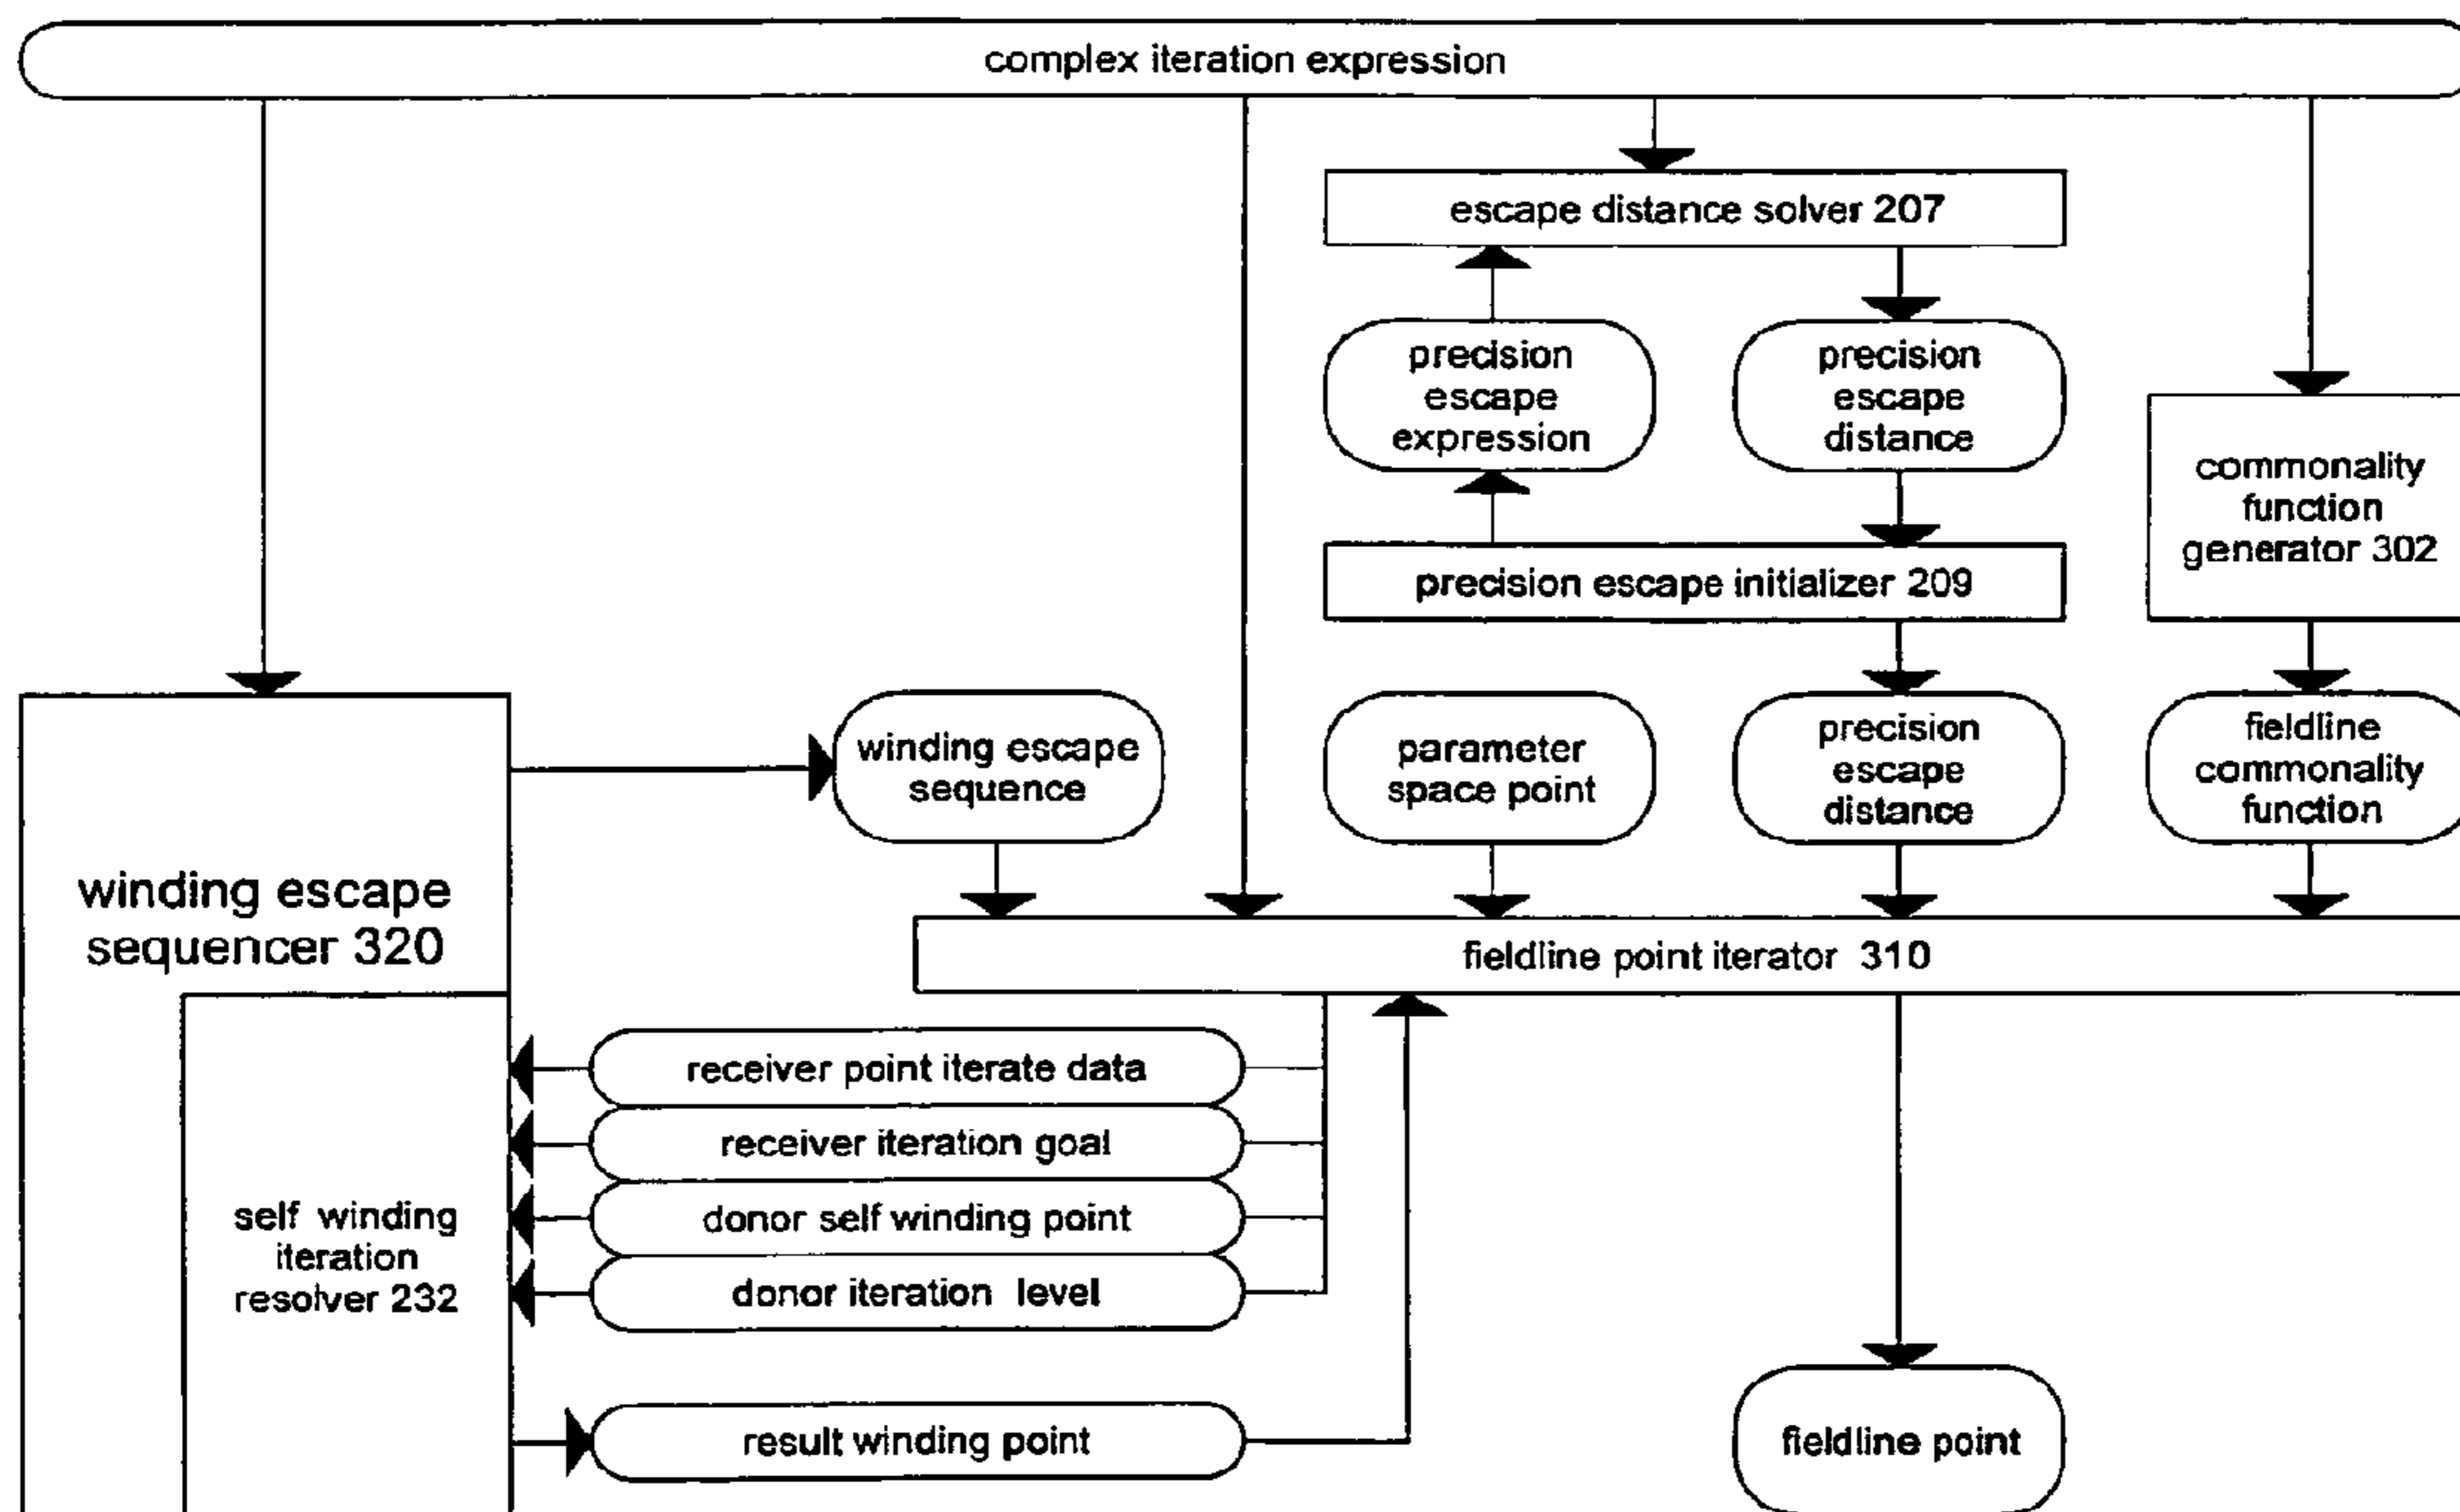 complex iteration expression
escape distance solver 207
precision
escape
expression
precision
escape
distance
commonality
function
generator 302
precision escape initializer 209
winding escape
sequence
parameter
space point
precision
escape
distance
fieldline
commonality
function
winding escape
sequencer 320
fieldline point iterator 310
receiver point iterate data
receiver iteration goal
donor self winding point
donor iteration level
self winding
iteration
resolver 232
result winding point
fieldline point